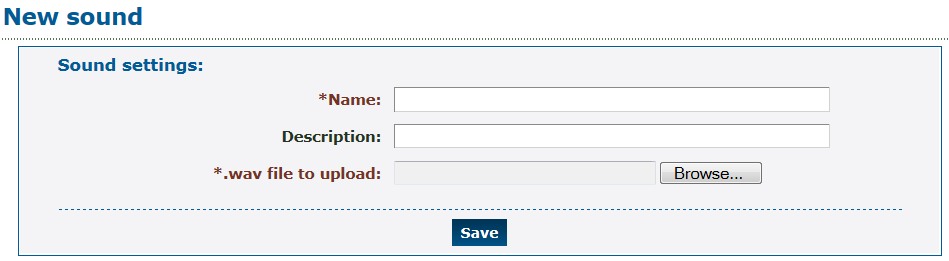 New sound
Sound settings:
*Name:
Description:
*.wav file to upload: Browse...
Save